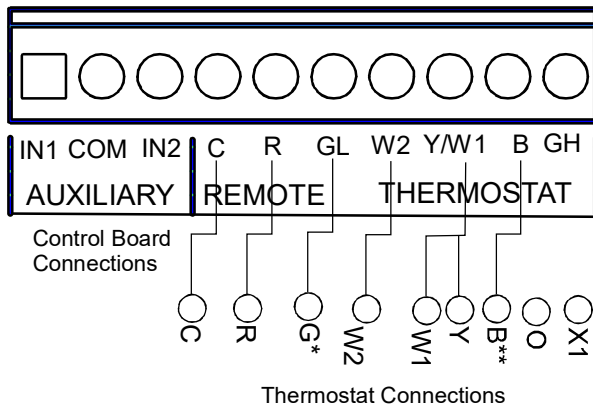 IN1 COM IN2 C R GL W2 Y/W1 B GH
AUXILIARY REMOTE THERMOSTAT
Control Board
Connections
C R G* W2 W1 Y B** O X1
Thermostat Connections